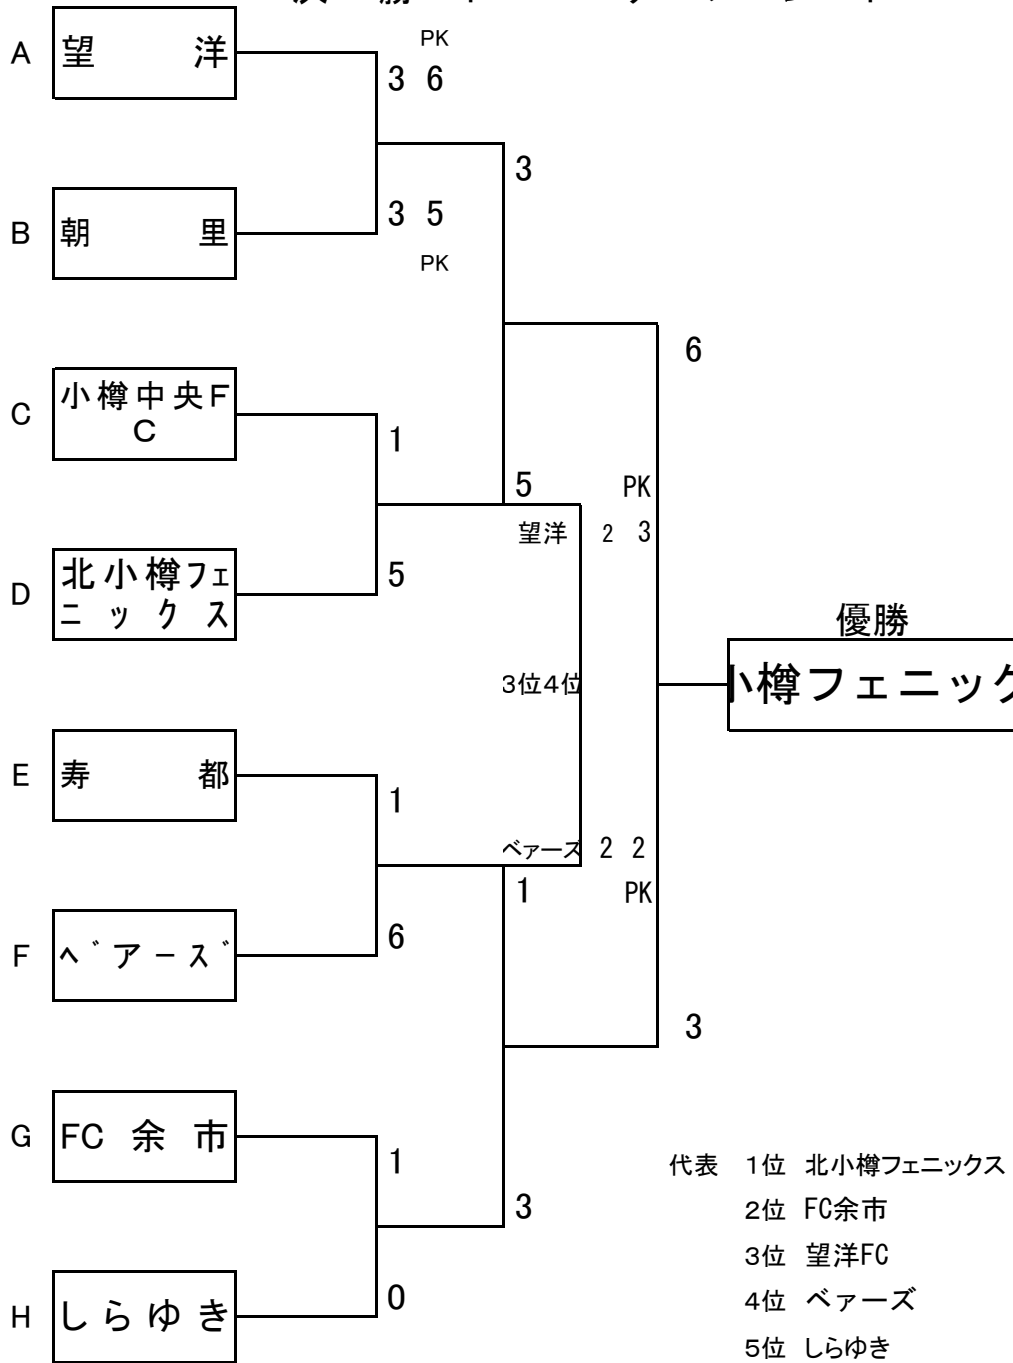 PK
A 望 洋
3 6
3
B 朝 里
3 5
PK
6
C 小樽中央F
C
1
5 PK
望洋 2 3
D 北小樽フェ
ニックス
5
優勝
3位4位
小樽フェニック
E 寿 都
1
ベァーズ 2 2
1 PK
F ベアーズ
6
3
G FC 余 市
1
代表 1位 北小樽フェニックス
3
2位 FC余市
3位 望洋FC
H しらゆき
0
4位 ベァーズ
5位 しらゆき